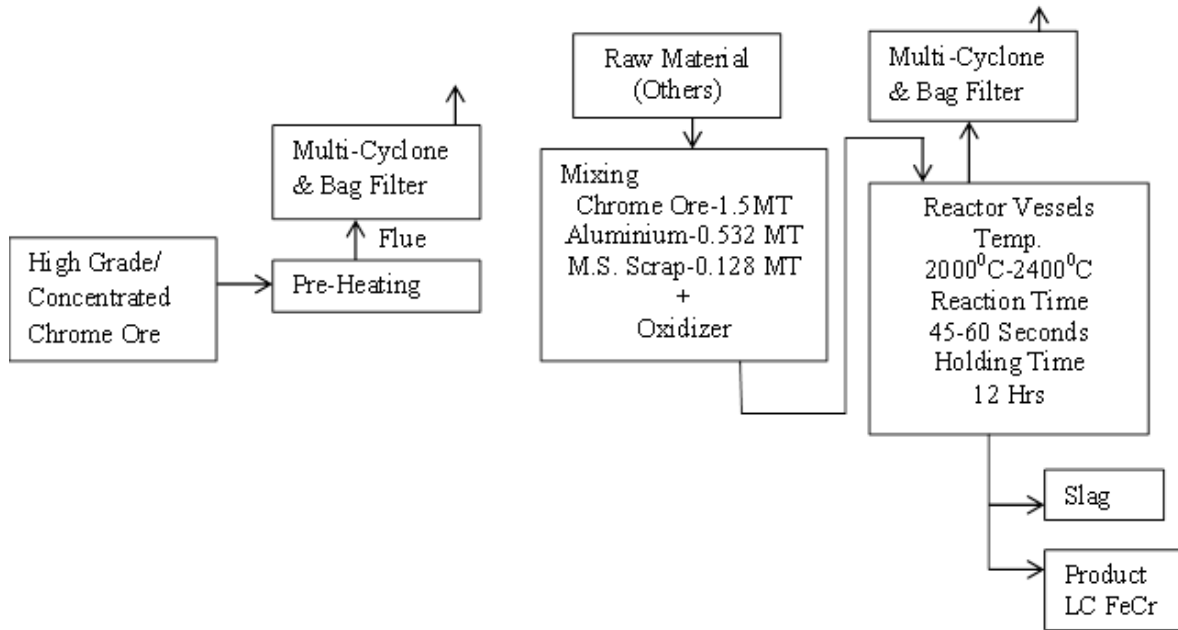 High Grade/
Concentrated
Chrome Ore
Pre-Heating
Flue
Multi-Cyclone
& Bag Filter
Raw Material
(Others)
Mixing
Chrome Ore-1.5MT
Aluminium-0.532 MT
M.S. Scrap-0.128 MT
+
Oxidizer
Multi-Cyclone
& Bag Filter
Reactor Vessels
Temp.
2000⁰C-2400⁰C
Reaction Time
45-60 Seconds
Holding Time
12 Hrs
Slag
Product
LC FeCr